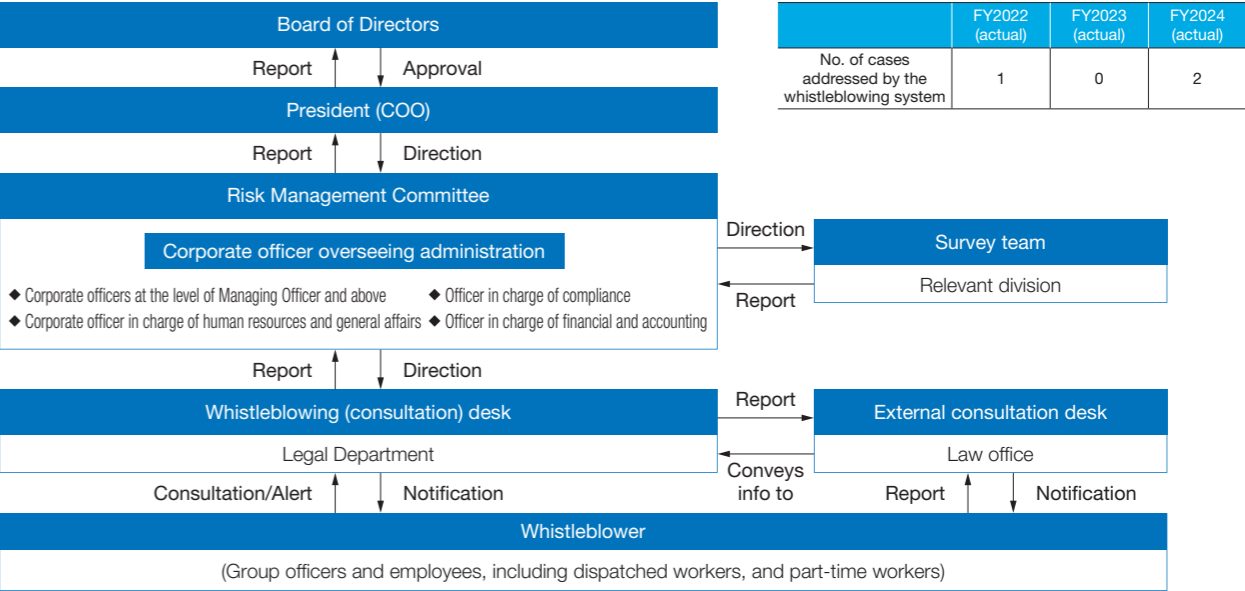 Board of Directors
Report
Approval
President (COO)
Report
Direction
Risk Management Committee
Corporate officer overseeing administration
◆ Corporate officers at the level of Managing Officer and above
◆ Officer in charge of compliance
◆ Corporate officer in charge of human resources and general affairs
◆ Officer in charge of financial and accounting
Direction
Report
Survey team
Relevant division
Report
Direction
Whistleblowing (consultation) desk
Legal Department
Report
Conveys
info to
External consultation desk
Law office
Consultation/Alert
Notification
Report
Notification
Whistleblower
(Group officers and employees, including dispatched workers, and part-time workers)
FY2022
(actual)
FY2023
(actual)
FY2024
(actual)
No. of cases
addressed by the
whistleblowing system
1
0
2